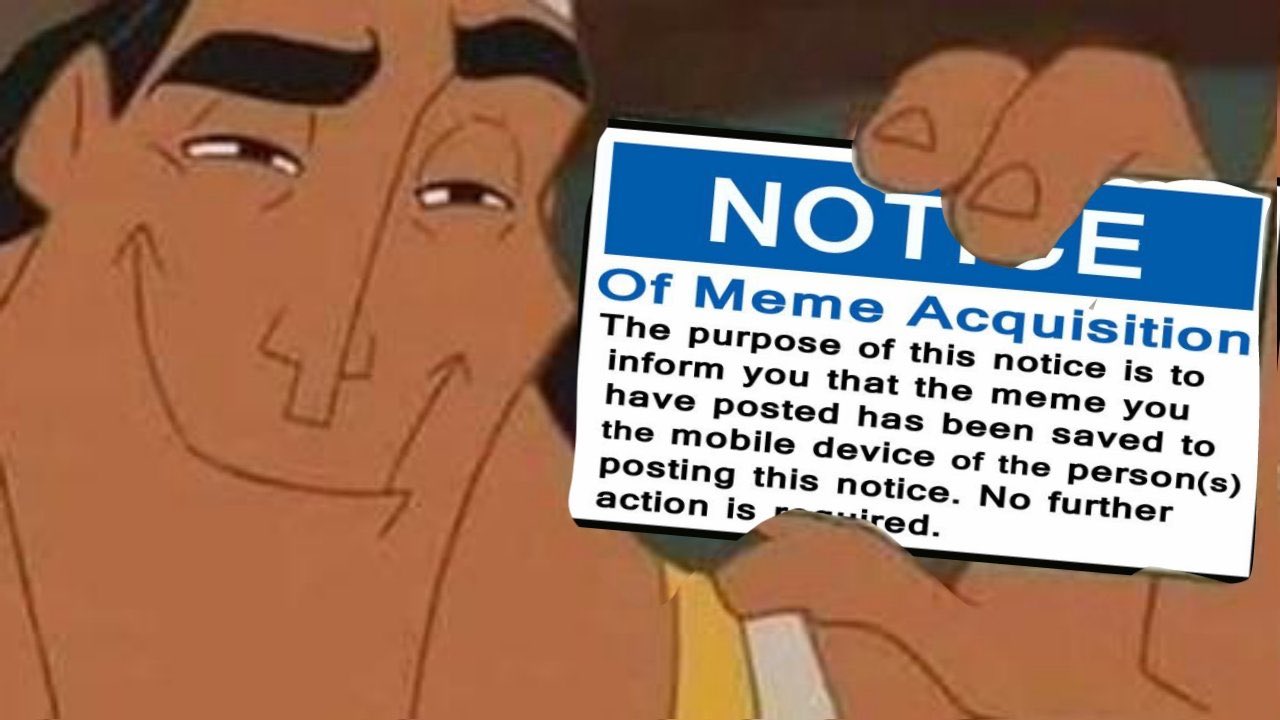 NOTICE
Of Meme Acquisition
The purpose of this notice is to
inform you that the meme you
have posted has been saved to
the mobile device of the person(s)
posting this notice. No further
action is required.